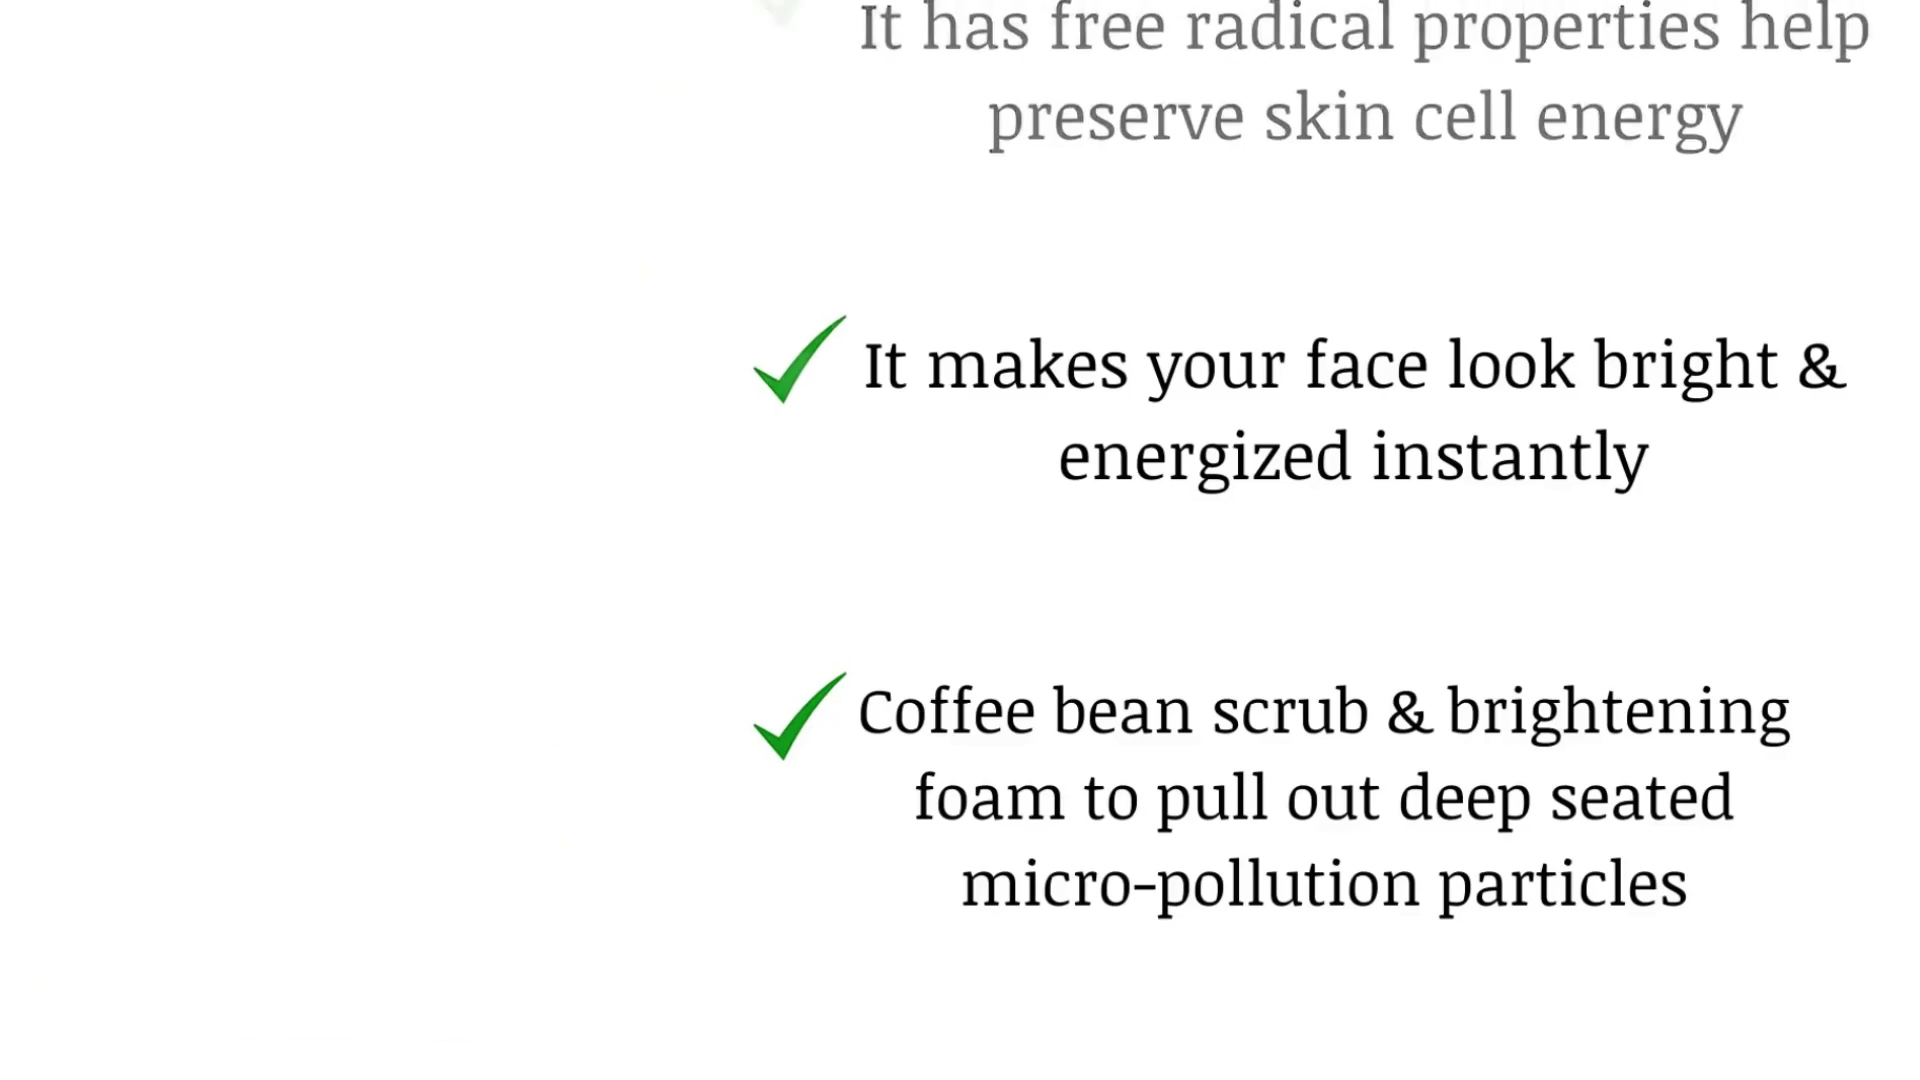 It has free radical properties help
preserve skin cell energy
It makes your face look bright &
energized instantly
Coffee bean scrub & brightening
foam to pull out deep seated
micro-pollution particles